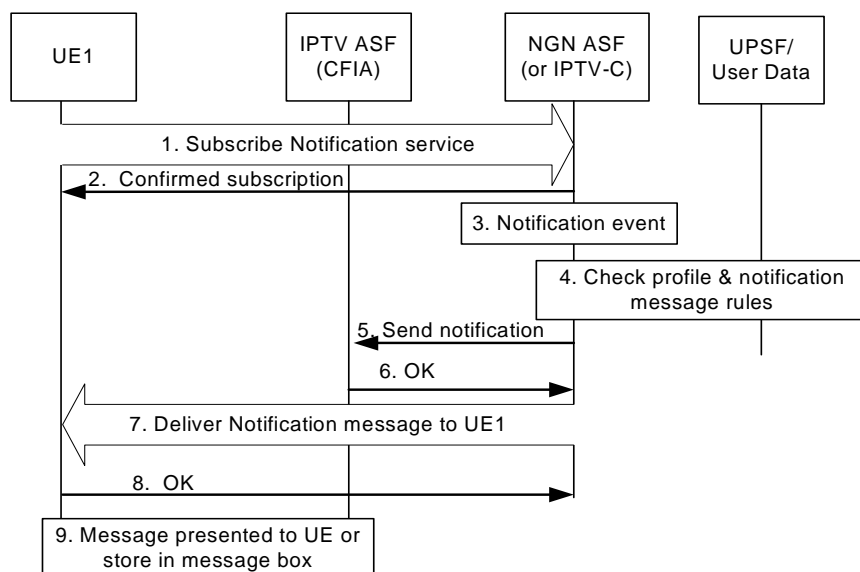 UE1
IPTV ASF
(CFIA)
NGN ASF
(or IPTV-C)
UPSF/
User Data
1. Subscribe Notification service
2. Confirmed subscription
3. Notification event
4. Check profile & notification
message rules
5. Send notification
6. OK
7. Deliver Notification message to UE1
8. OK
9. Message presented to UE or
store in message box